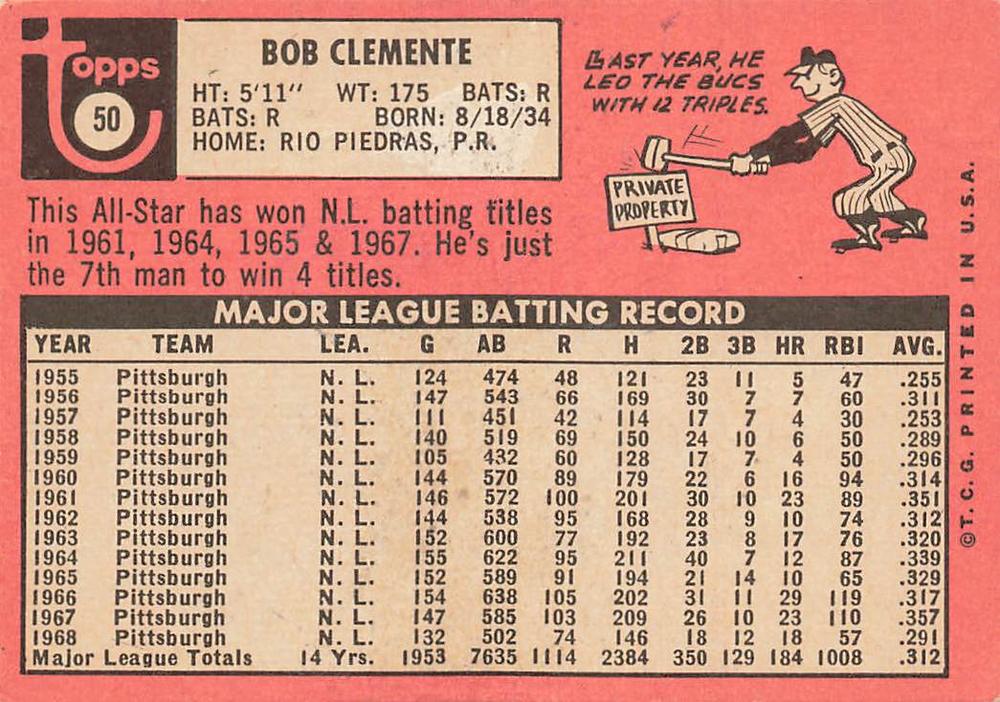 topps
50
BOB CLEMENTE
HT: 5'11" WT: 175 BATS: R
BATS: R BORN: 8/18/34
HOME: RIO PIEDRAS, P.R.
LAST YEAR, HE
LED THE BUCS
WITH 12 TRIPLES.
PRIVATE
PROPERTY
This All-Star has won N.L. batting titles
in 1961, 1964, 1965 & 1967. He's just
the 7th man to win 4 titles.
MAJOR LEAGUE BATTING RECORD
YEAR TEAM LEA. G AB R H 2B 3B HR RBI AVG.
1955 Pittsburgh N. L. 124 474 48 121 23 11 5 47 .255
1956 Pittsburgh N. L. 147 543 66 169 30 7 7 60 .311
1957 Pittsburgh N. L. 111 451 42 114 17 7 4 30 .253
1958 Pittsburgh N. L. 140 519 69 150 24 10 6 50 .289
1959 Pittsburgh N. L. 105 432 60 128 17 7 4 50 .296
1960 Pittsburgh N. L. 144 570 89 179 22 6 16 94 .314
1961 Pittsburgh N. L. 146 572 100 201 30 10 23 89 .351
1962 Pittsburgh N. L. 144 538 95 168 28 9 10 74 .312
1963 Pittsburgh N. L. 152 600 77 192 23 8 17 76 .320
1964 Pittsburgh N. L. 155 622 95 211 40 7 12 87 .339
1965 Pittsburgh N. L. 152 589 91 194 21 14 10 65 .329
1966 Pittsburgh N. L. 154 638 105 202 31 11 29 119 .317
1967 Pittsburgh N. L. 147 585 103 209 26 10 23 110 .357
1968 Pittsburgh N. L. 132 502 74 146 18 12 18 57 .291
Major League Totals 14 Yrs. 1953 7635 1114 2384 350 129 184 1008 .312
©T. C. G. PRINTED IN U. S. A.